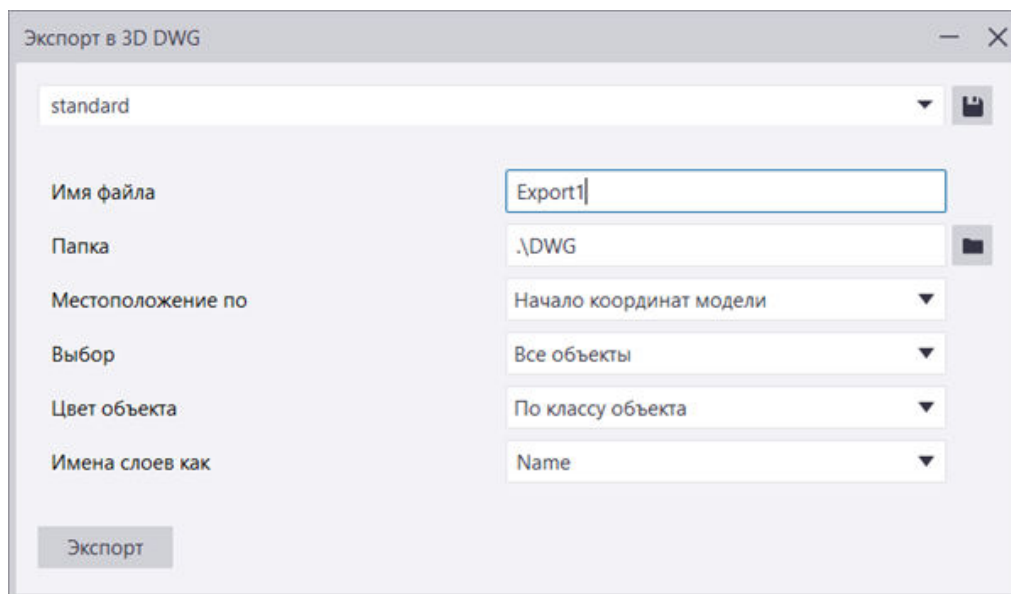 Экспорт в 3D DWG
standard
Имя файла Export1
Папка .\DWG
Местоположение по Начало координат модели
Выбор Все объекты
Цвет объекта По классу объекта
Имена слоев как Name
Экспорт